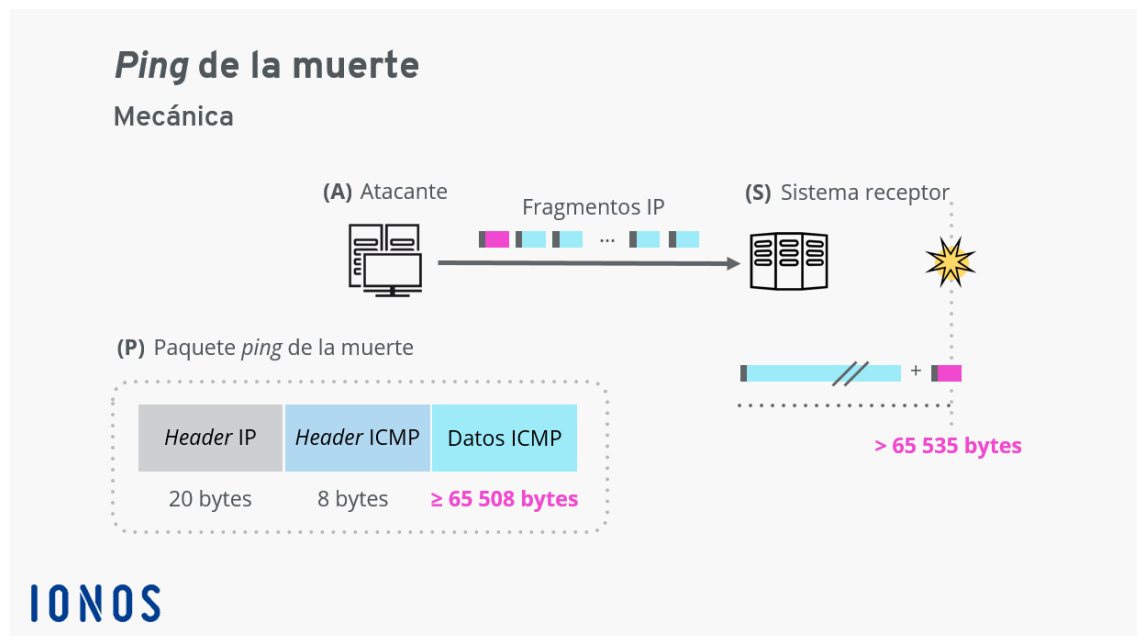 Ping de la muerte
Mecánica
(A) Atacante
Fragmentos IP
...
(S) Sistema receptor
(P) Paquete ping de la muerte
Header IP
Header ICMP
Datos ICMP
20 bytes
8 bytes
≥ 65 508 bytes
+
> 65 535 bytes
IONOS